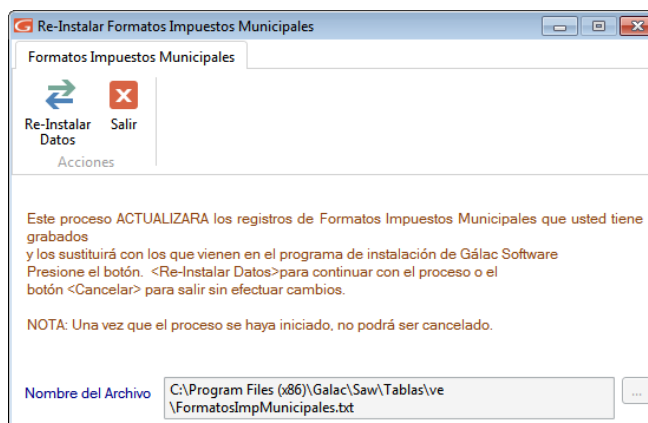 Re-Instalar Formatos Impuestos Municipales
Formatos Impuestos Municipales
Re-Instalar
Datos
Salir
Acciones
Este proceso ACTUALIZARA los registros de Formatos Impuestos Municipales que usted tiene
grabados
y los sustituirá con los que vienen en el programa de instalación de Gálac Software
Presione el botón. <Re-Instalar Datos>para continuar con el proceso o el
botón <Cancelar> para salir sin efectuar cambios.
NOTA: Una vez que el proceso se haya iniciado, no podrá ser cancelado.
Nombre del Archivo
C:\Program Files (x86)\Galac\Saw\Tablas\ve
\FormatosImpMunicipales.txt
...